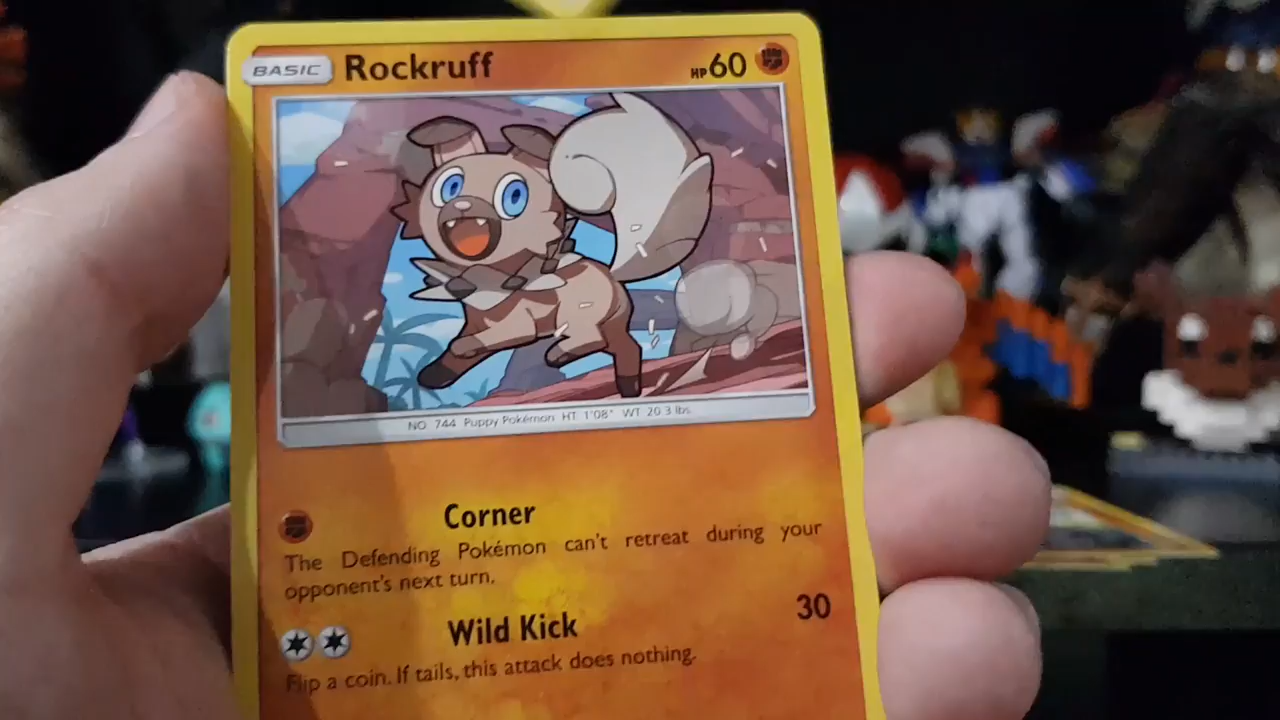 BASIC Rockruff HP60
NO. 744 Puppy Pokémon HT 1'08" WT 20.3 lbs.
Corner
The Defending Pokémon can't retreat during your
opponent's next turn.
Wild Kick 30
Flip a coin. If tails, this attack does nothing.